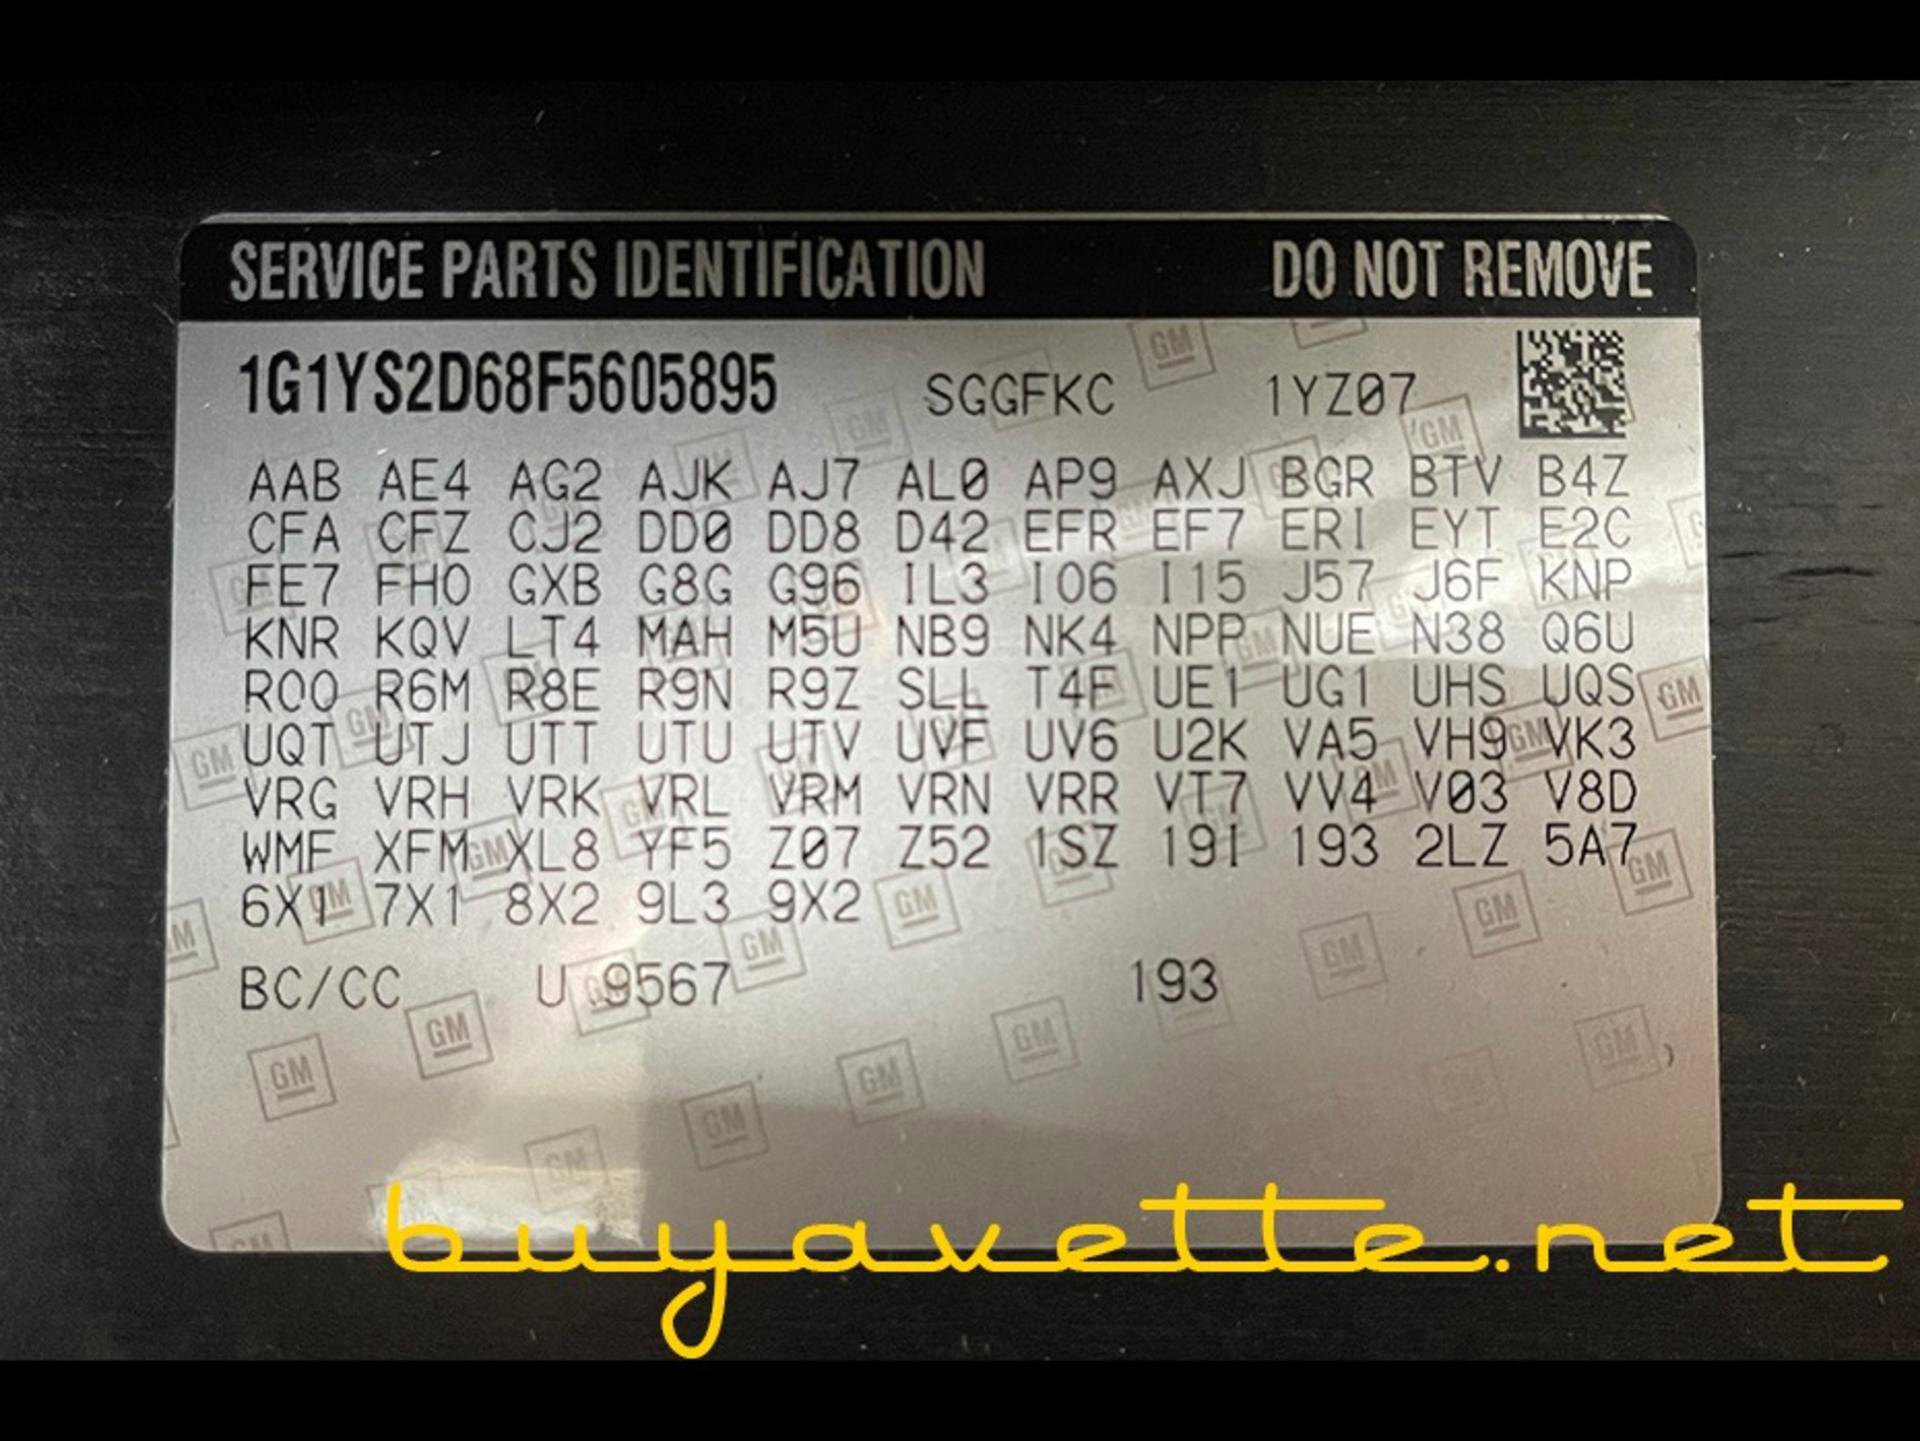 SERVICE PARTS IDENTIFICATION DO NOT REMOVE
1G1YS2D68F5605895 SGGFKC 1YZ07
AAB AE4 AG2 AJK AJ7 AL0 AP9 AXJ BGR BTV B4Z
CFA CFZ CJ2 DD0 DD8 D42 EFR EF7 ERI EYT E2C
FE7 FHO GXB G8G G96 IL3 I06 I15 J57 J6F KNP
KNR KQV LT4 MAH M5U NB9 NK4 NPP NUE N38 Q6U
ROO R6M R8E R9N R9Z SLL T4F UE1 UG1 UHS UQS
UQT UTJ UTT UTU UTV UVF UV6 U2K VA5 VH9 VK3
VRG VRH VRK VRL VRM VRN VRR VT7 VV4 V03 V8D
WMF XFM XL8 YF5 Z07 Z52 1SZ 19I 193 2LZ 5A7
6X1 7X1 8X2 9L3 9X2
BC/CC U 9567 193
buyavette.net